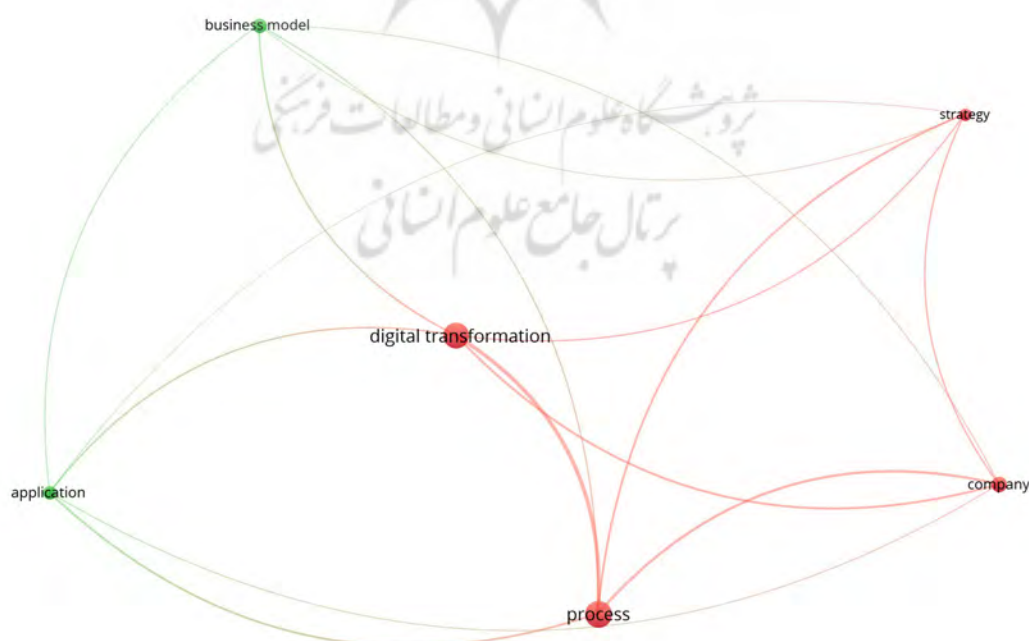 business model
strategy
پژوهشگاه علوم انسانی و مطالعات فرهنگی
پرتال جامع علوم انسانی
digital transformation
application
company
process